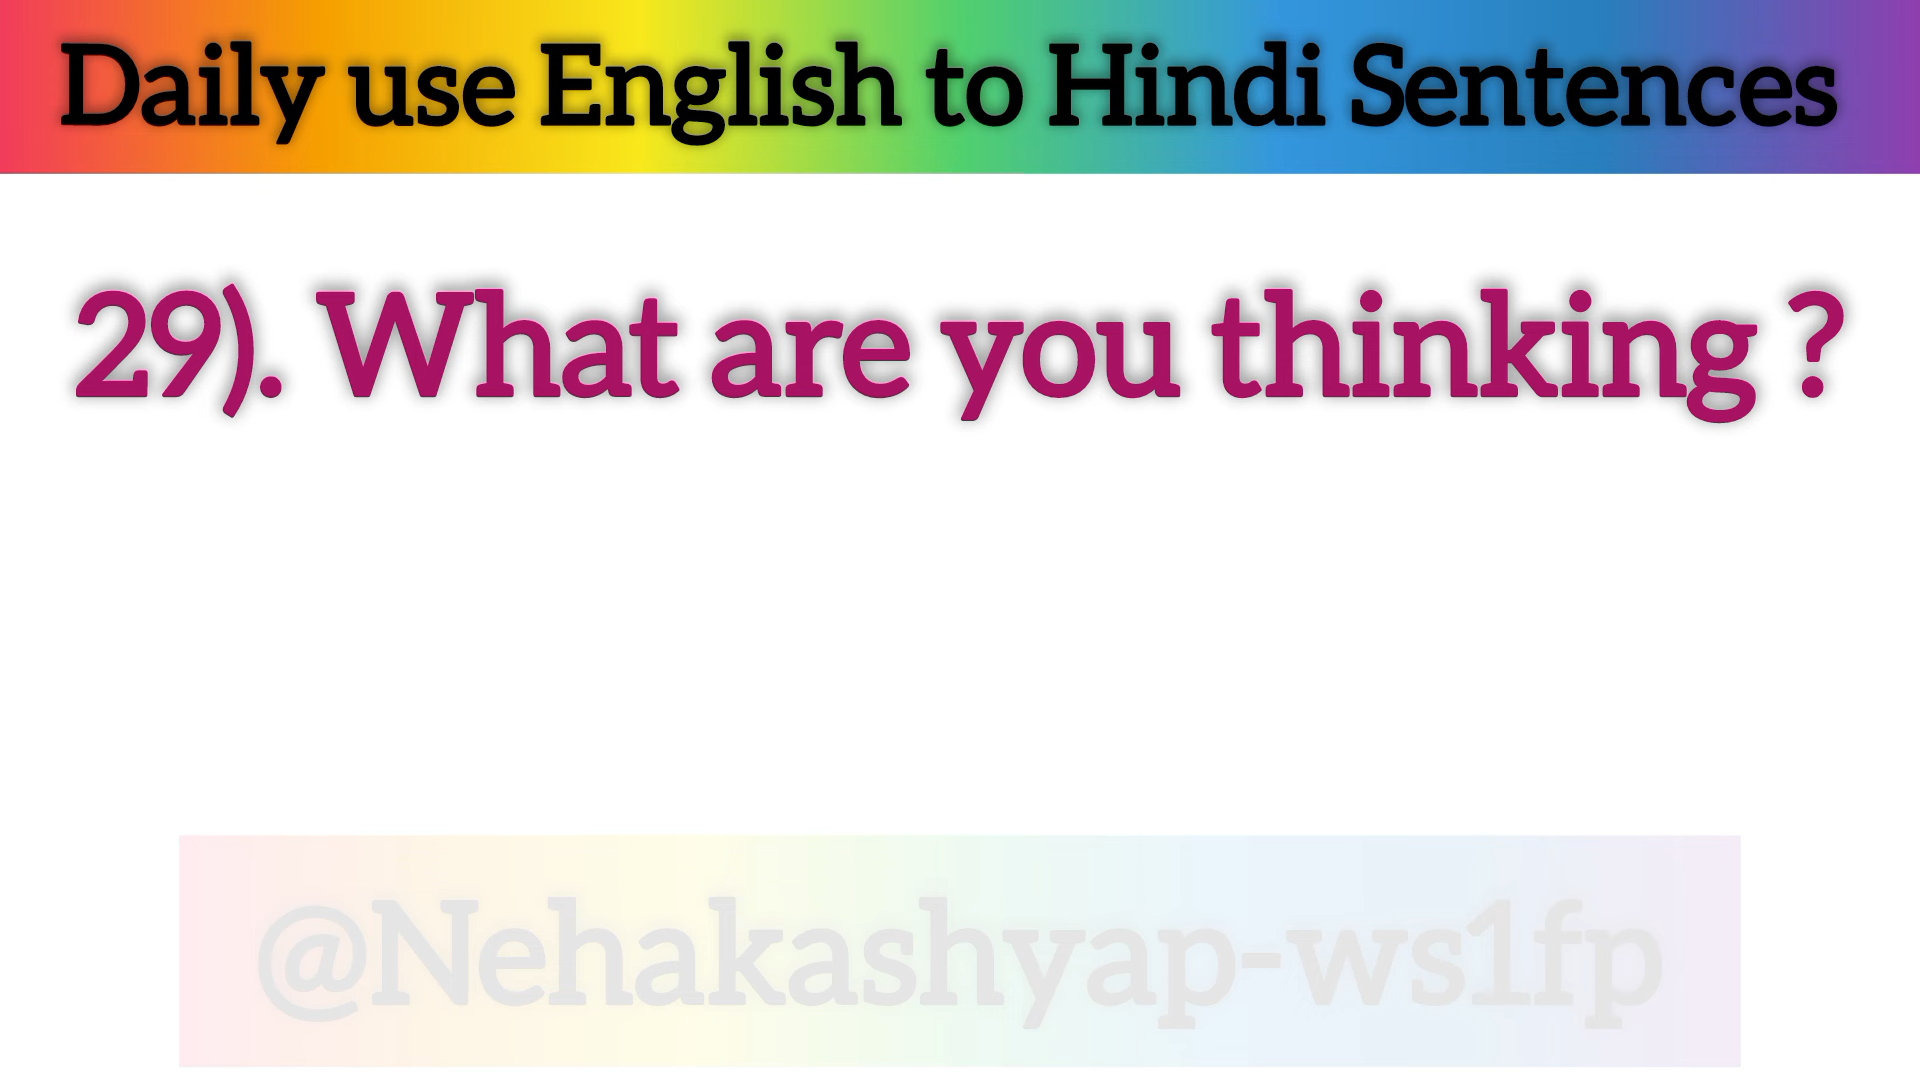 Daily use English to Hindi Sentences
29). What are you thinking ?
@Nehakashyap-ws1fp